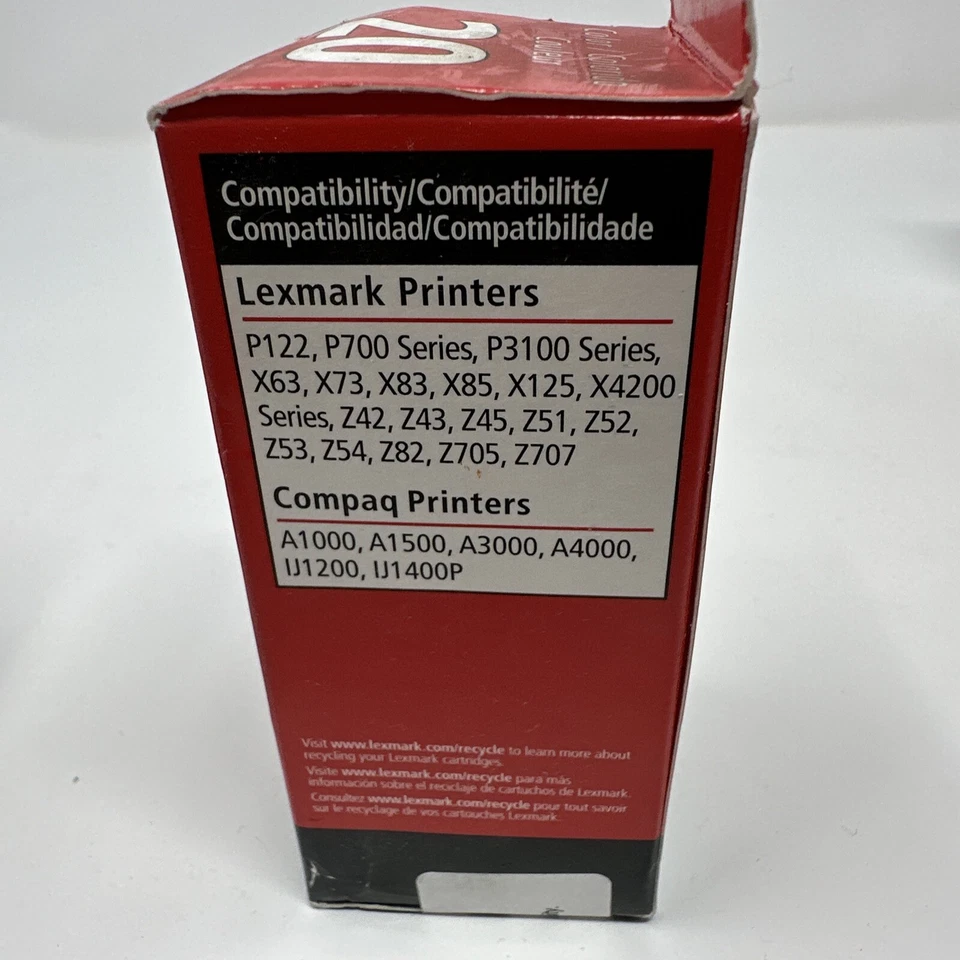 20
Color / Colorido
Couleur
Compatibility/Compatibilité/
Compatibilidad/Compatibilidade
Lexmark Printers
P122, P700 Series, P3100 Series,
X63, X73, X83, X85, X125, X4200
Series, Z42, Z43, Z45, Z51, Z52,
Z53, Z54, Z82, Z705, Z707
Compaq Printers
A1000, A1500, A3000, A4000,
IJ1200, IJ1400P
Visit www.lexmark.com/recycle to learn more about
recycling your Lexmark cartridges.
Visite www.lexmark.com/recycle para más
información sobre el reciclaje de cartuchos de Lexmark.
Consultez www.lexmark.com/recycle pour tout savoir
sur le recyclage de vos cartouches Lexmark.